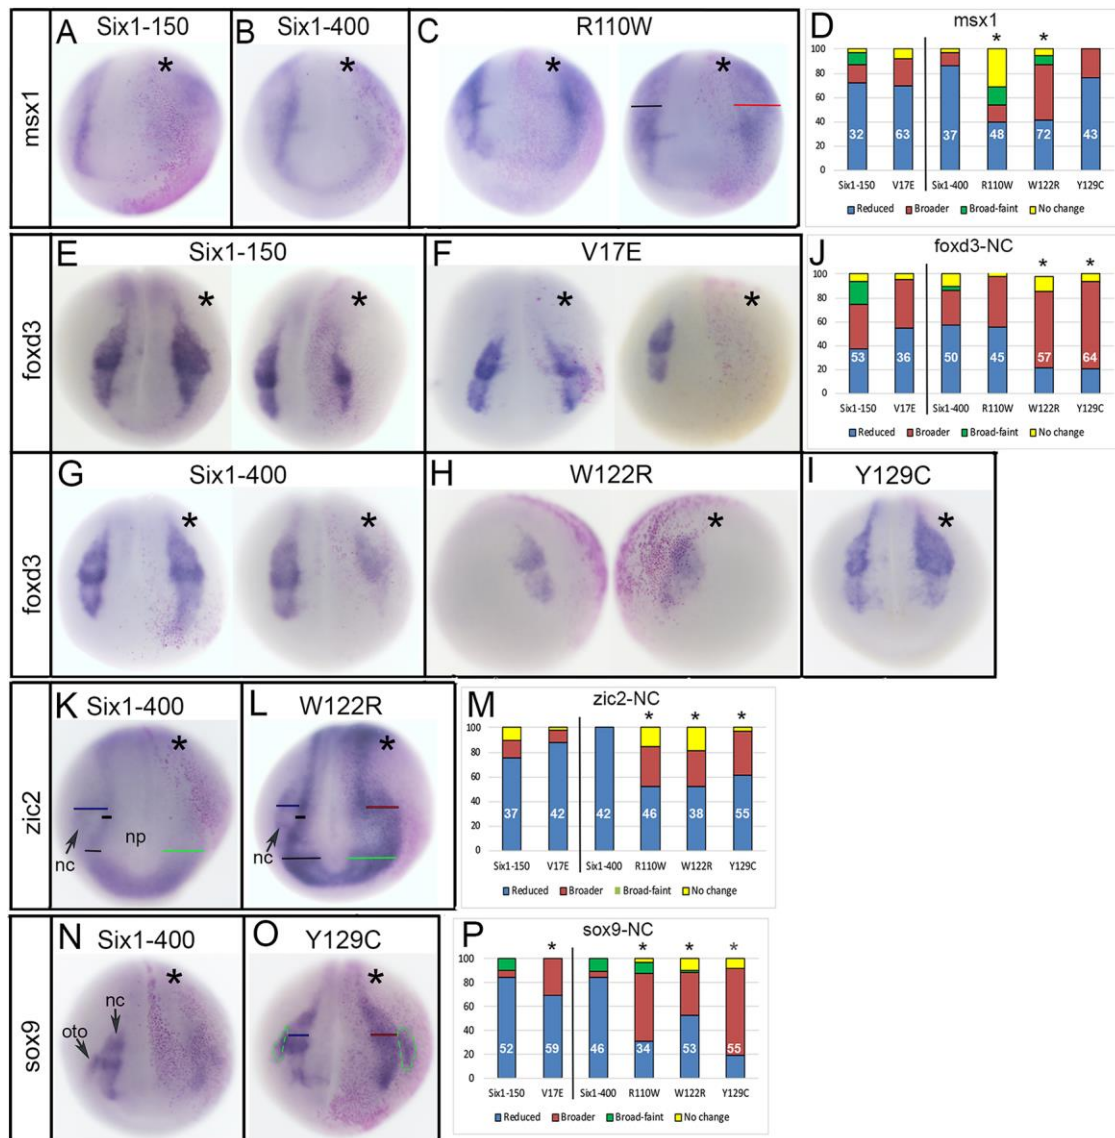 A Six1-150
B Six1-400
C R110W
msx1
* * * *
D msx1
* *
100
80
60
40
20
0
32 63 37 48 72 43
Six1-150 V17E Six1-400 R110W W122R Y129C
Reduced Broader Broad-faint No change
E Six1-150
F V17E
foxd3
* * * *
J foxd3-NC
* *
100
80
60
40
20
0
53 36 50 45 57 64
Six1-150 V17E Six1-400 R110W W122R Y129C
Reduced Broader Broad-faint No change
G Six1-400
H W122R
I Y129C
foxd3
* * * *
K Six1-400
L W122R
zic2
* *
np
nc nc
M zic2-NC
* * *
100
80
60
40
20
0
37 42 42 46 38 55
Six1-150 V17E Six1-400 R110W W122R Y129C
Reduced Broader Broad-faint No change
N Six1-400
O Y129C
sox9
* *
nc
oto
P sox9-NC
* * * *
100
80
60
40
20
0
52 59 46 34 53 55
Six1-150 V17E Six1-400 R110W W122R Y129C
Reduced Broader Broad-faint No change